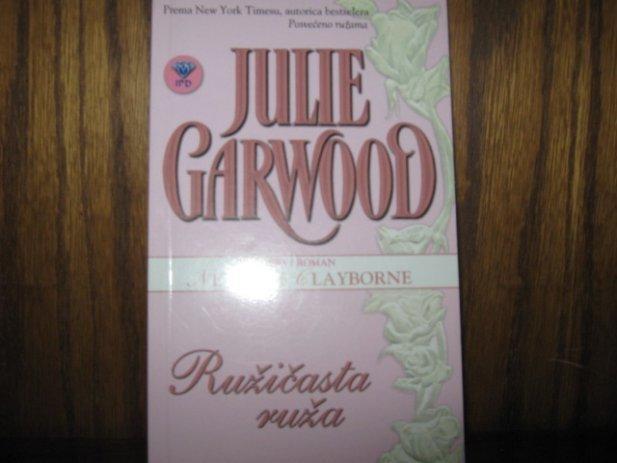 Prema New York Timesu, autorica bestselera
Posvećeno ružama
JULIE
GARWOOD
ROMAN
CLAYBORNE
Ružičasta
ruža